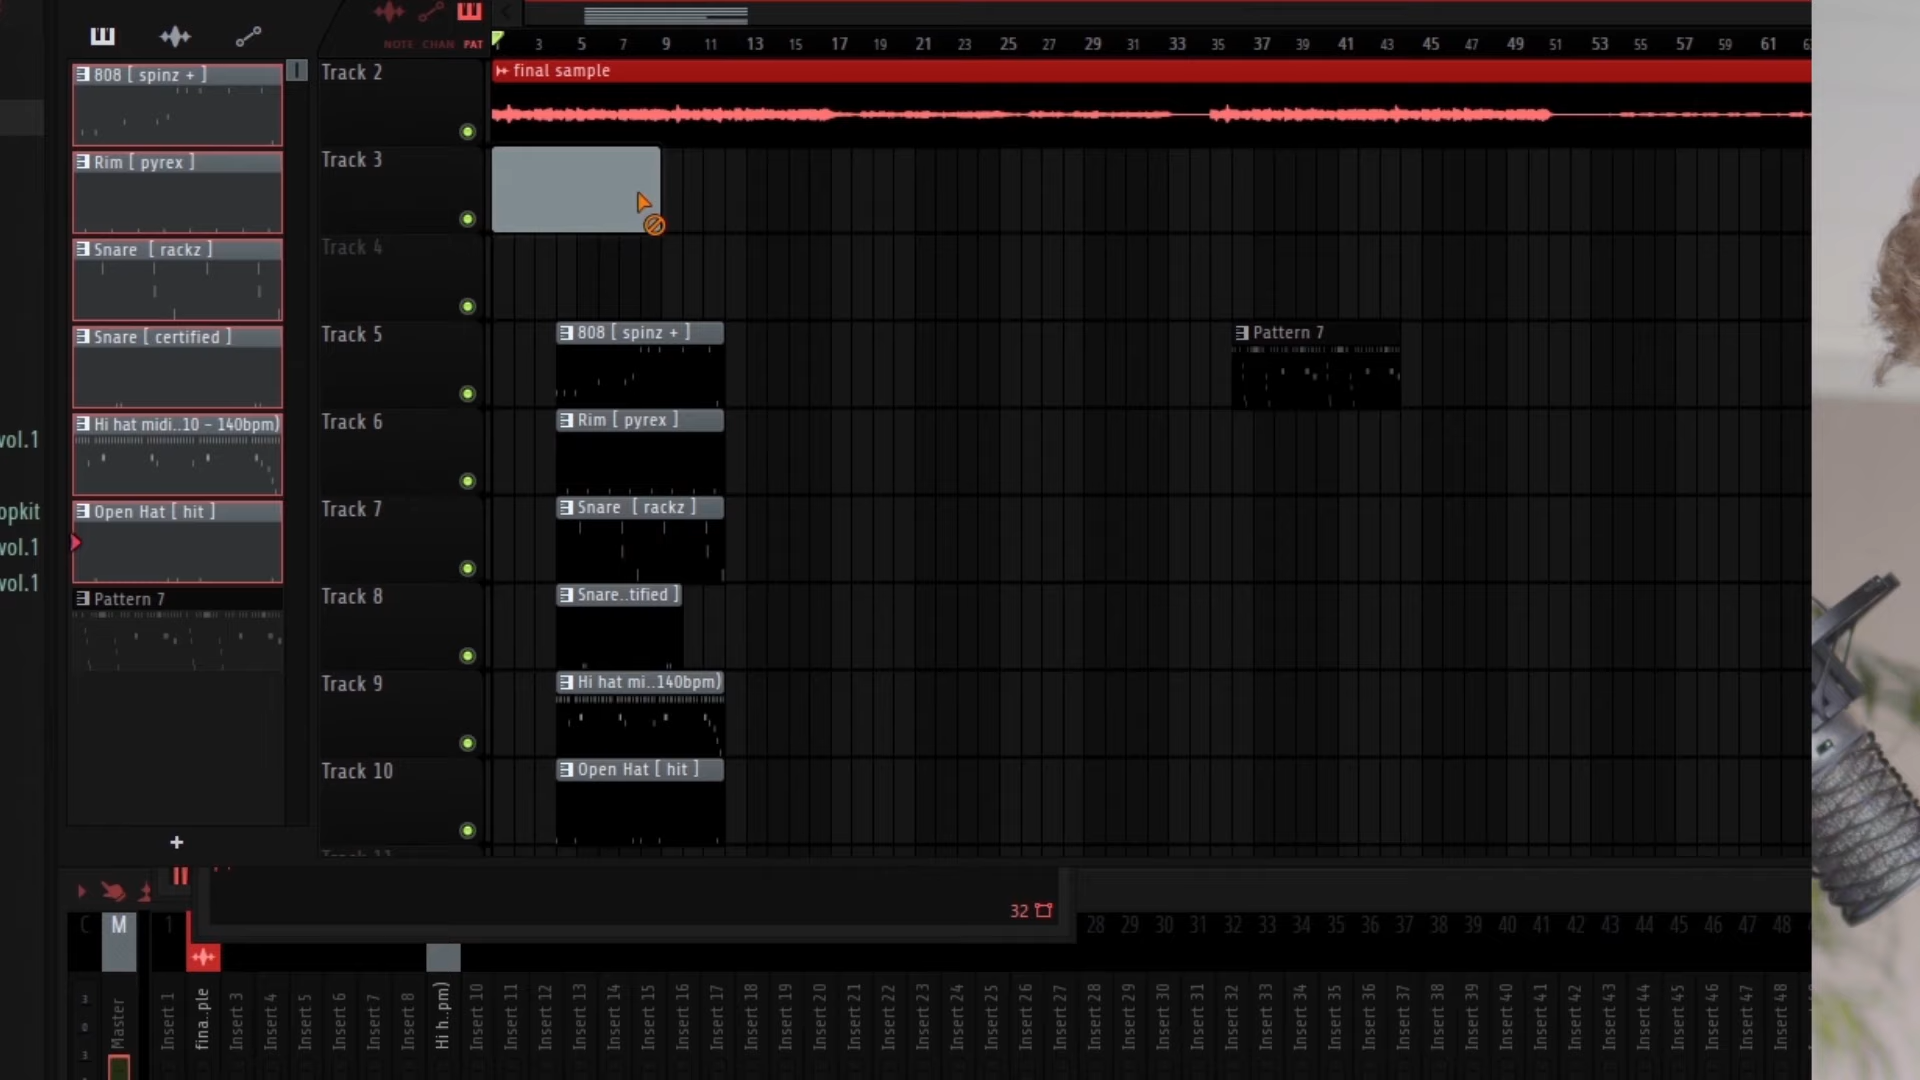 NOTE CHAN PAT
3 5 7 9 11 13 15 17 19 21 23 25 27 29 31 33 35 37 39 41 43 45 47 49 51 53 55 57 59 61
808 [ spinz + ]
Rim [ pyrex ]
Snare [ rackz ]
Snare [ certified ]
Hi hat midi..10 - 140bpm)
Open Hat [ hit ]
Pattern 7
vol.1
opkit
vol.1
vol.1
Track 2
final sample
Track 3
Track 4
Track 5
808 [ spinz + ]
Pattern 7
Track 6
Rim [ pyrex ]
Track 7
Snare [ rackz ]
Track 8
Snare..tified ]
Track 9
Hi hat mi..140bpm)
Track 10
Open Hat [ hit ]
+
32
C M 1 28 29 30 31 32 33 34 35 36 37 38 39 40 41 42 43 44 45 46 47 48
3
0
3
Master
Insert 1
fina..ple
Insert 3
Insert 4
Insert 5
Insert 6
Insert 7
Insert 8
Hi h..pm)
Insert 10
Insert 11
Insert 12
Insert 13
Insert 14
Insert 15
Insert 16
Insert 17
Insert 18
Insert 19
Insert 20
Insert 21
Insert 22
Insert 23
Insert 24
Insert 25
Insert 26
Insert 27
Insert 28
Insert 29
Insert 30
Insert 31
Insert 32
Insert 33
Insert 34
Insert 35
Insert 36
Insert 37
Insert 38
Insert 39
Insert 40
Insert 41
Insert 42
Insert 43
Insert 44
Insert 45
Insert 46
Insert 47
Insert 48